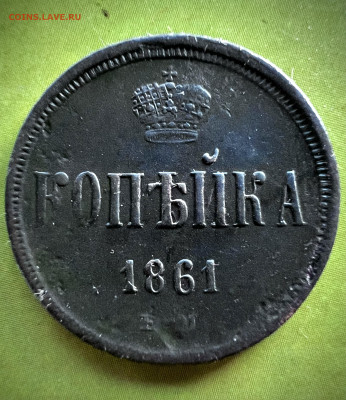 COINS.LAVE.RU
КОПѢЙКА
1861
Е М